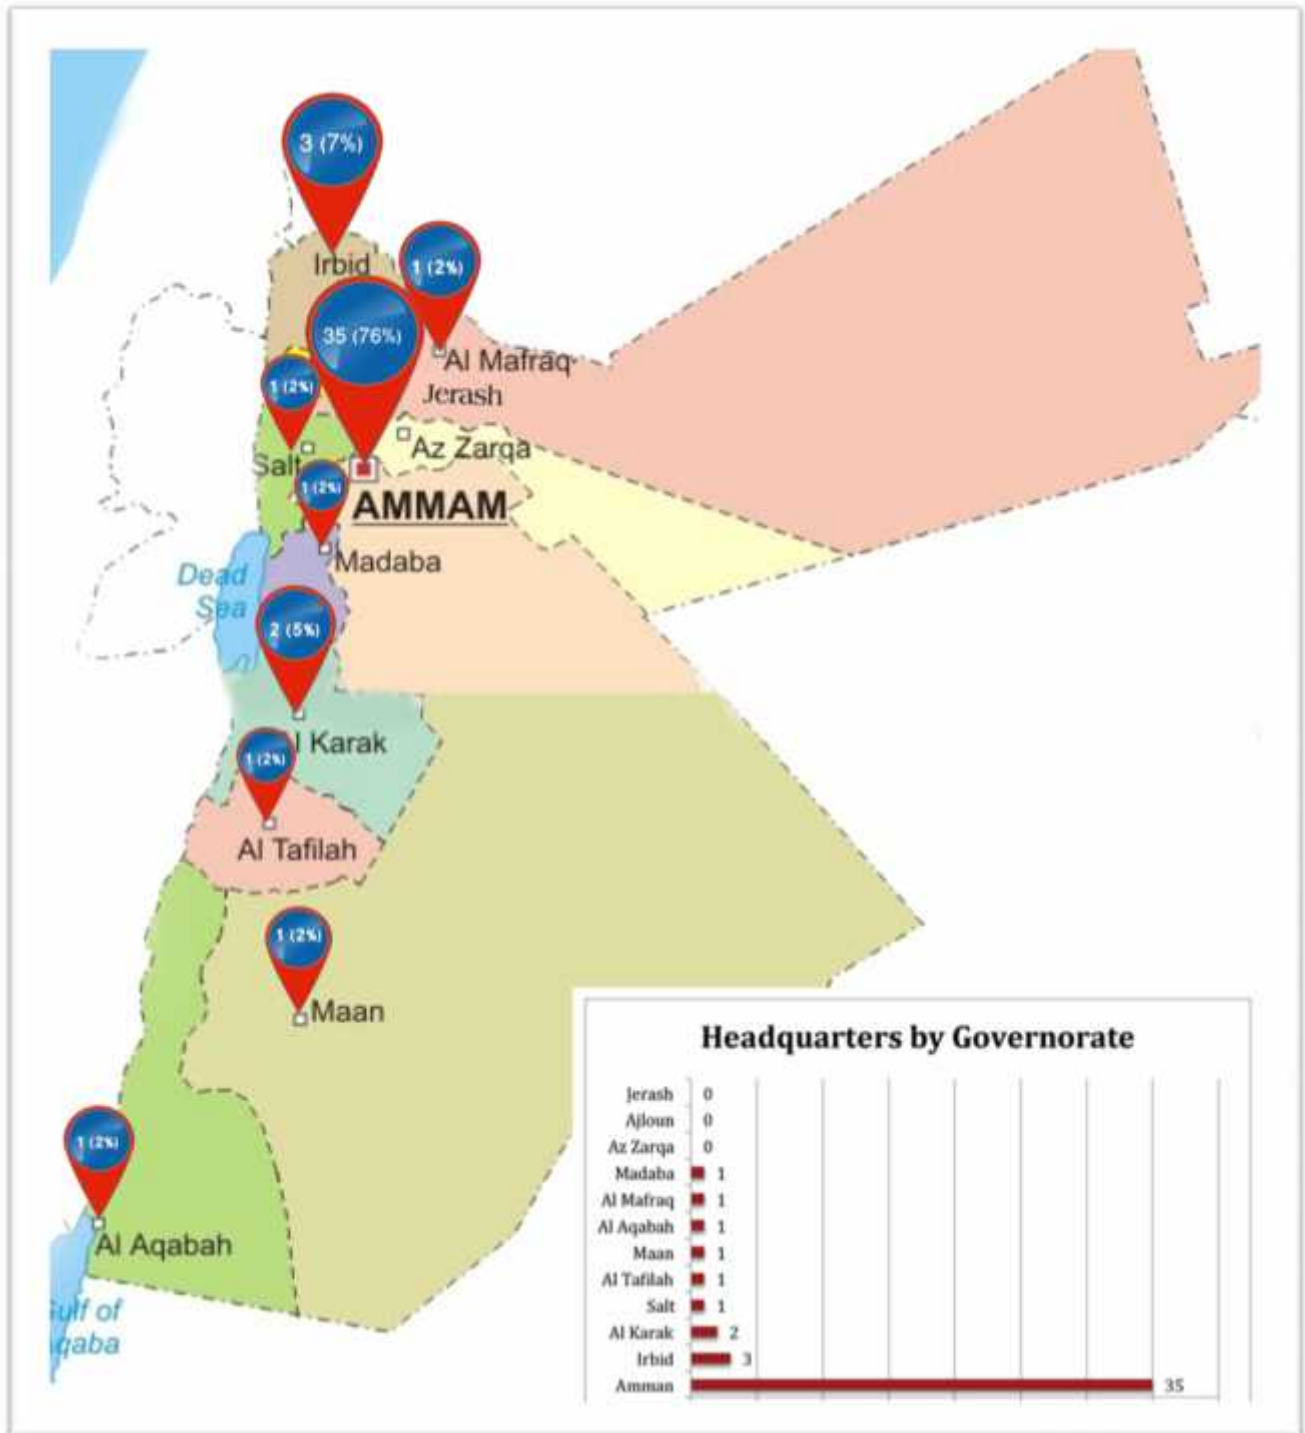 3 (7%)
Irbid
1 (2%)
35 (76%)
Al Mafraq
1 (2%)
Jerash
Az Zarqa
Salt
1 (2%)
AMMAM
Madaba
Dead
Sea
2 (5%)
l Karak
1 (2%)
Al Tafilah
1 (2%)
Maan
1 (2%)
Al Aqabah
Gulf of
qaba
Headquarters by Governorate
Jerash 0
Ajloun 0
Az Zarqa 0
Madaba 1
Al Mafraq 1
Al Aqabah 1
Maan 1
Al Tafilah 1
Salt 1
Al Karak 2
Irbid 3
Amman 35